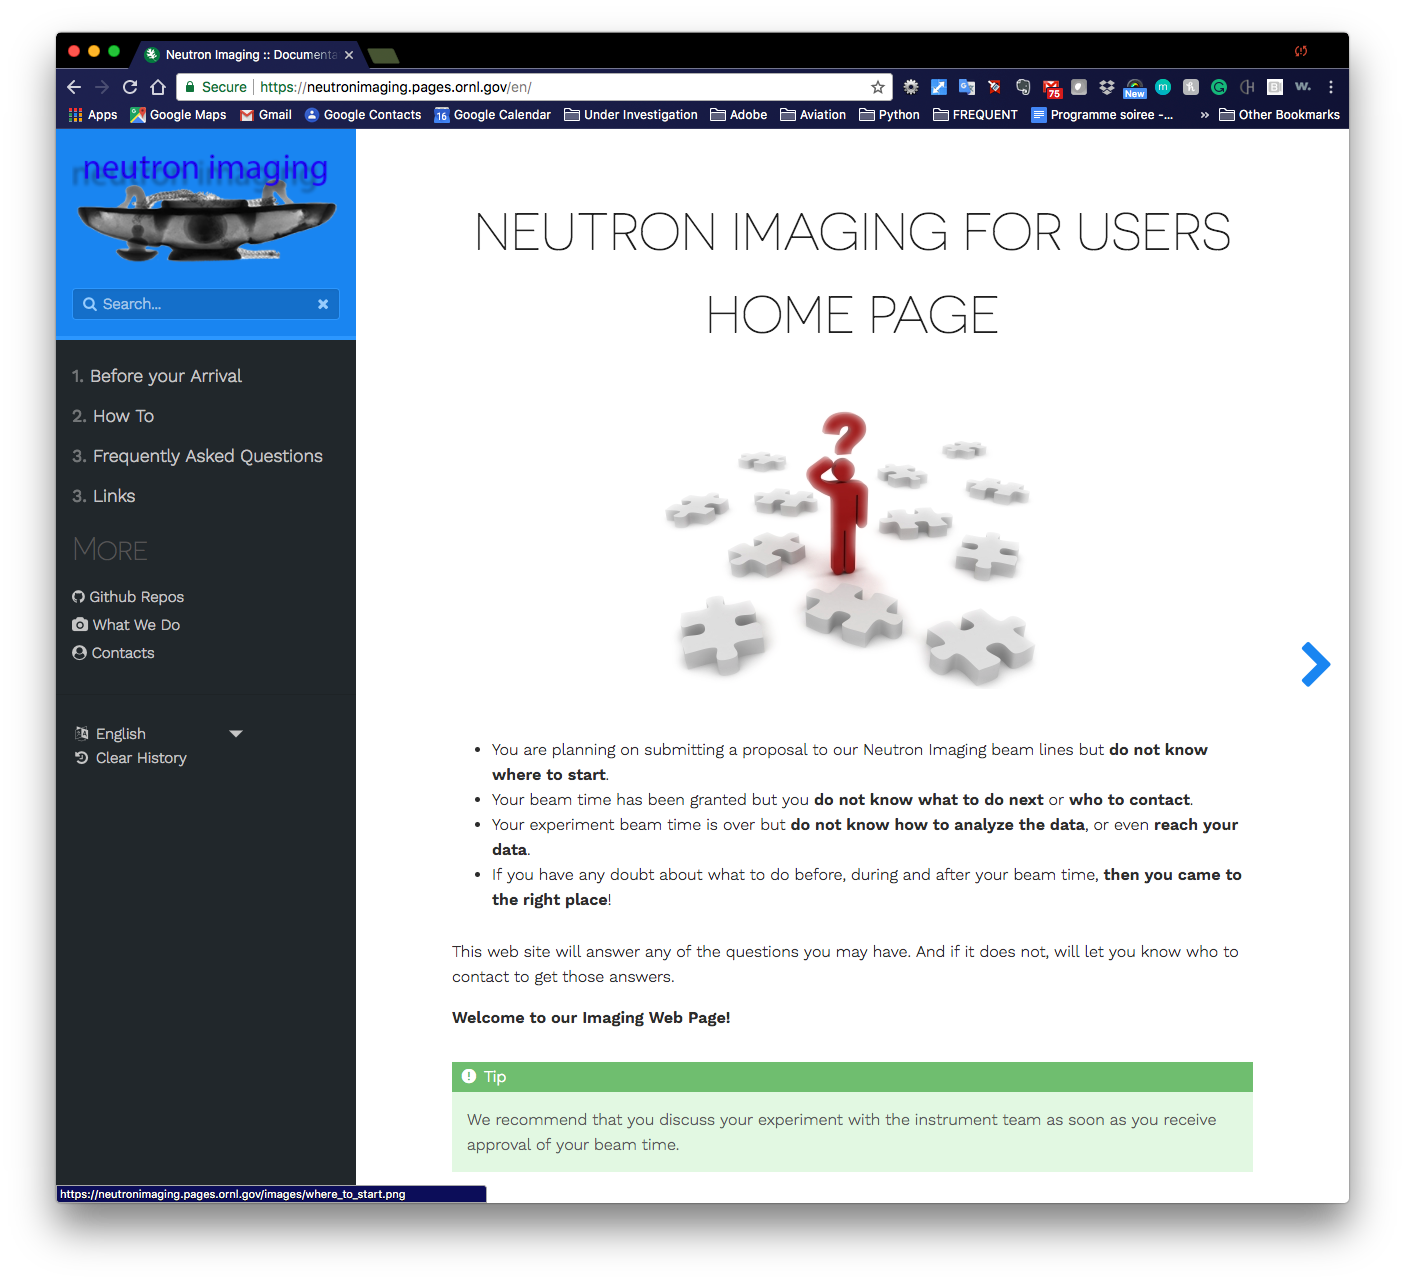 Neutron Imaging :: Documenta
Secure https://neutronimaging.pages.ornl.gov/en/
75 New m w.
Apps Google Maps Gmail Google Contacts 16 Google Calendar Under Investigation Adobe Aviation Python FREQUENT Programme soiree -... » Other Bookmarks
neutron imaging
Search...
1. Before your Arrival
2. How To
3. Frequently Asked Questions
3. Links
More
Github Repos
What We Do
Contacts
English
Clear History
NEUTRON IMAGING FOR USERS
HOME PAGE
?
• You are planning on submitting a proposal to our Neutron Imaging beam lines but do not know
where to start.
• Your beam time has been granted but you do not know what to do next or who to contact.
• Your experiment beam time is over but do not know how to analyze the data, or even reach your
data.
• If you have any doubt about what to do before, during and after your beam time, then you came to
the right place!
This web site will answer any of the questions you may have. And if it does not, will let you know who to
contact to get those answers.
Welcome to our Imaging Web Page!
Tip
We recommend that you discuss your experiment with the instrument team as soon as you receive
approval of your beam time.
https://neutronimaging.pages.ornl.gov/images/where_to_start.png